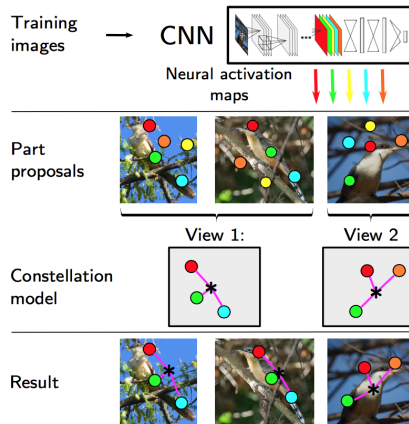 Training
images
CNN
Neural activation
maps
Part
proposals
View 1:
View 2
Constellation
model
Result